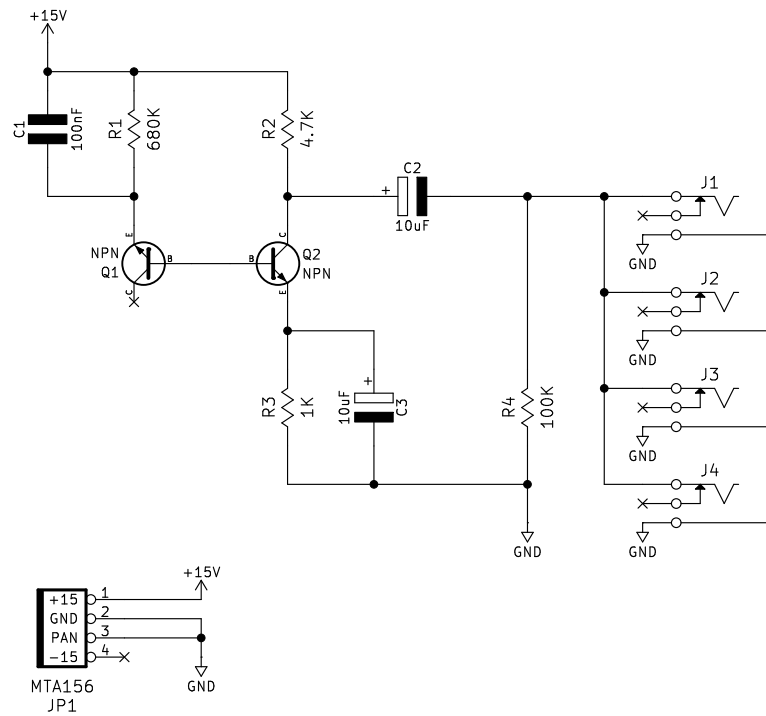 +15V
C1
100nF
R1
680K
R2
4.7K
C2
+
10uF
J1
GND
E
NPN
Q1
B
C
B
C
Q2
NPN
E
J2
GND
R3
1K
+
10uF
C3
R4
100K
J3
GND
J4
GND
GND
+15V
+15
1
GND
2
PAN
3
-15
4
GND
MTA156
JP1